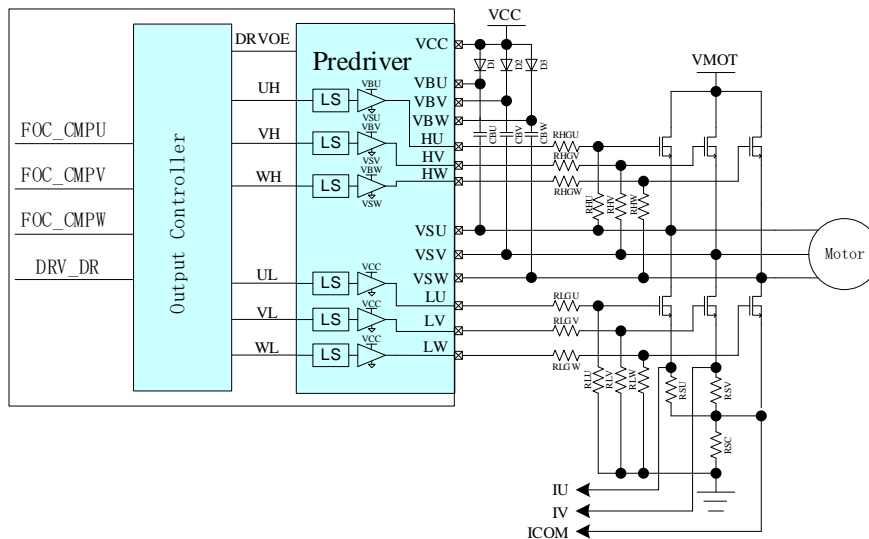 VCC
DRVOE
VCC
D1
D2
D3
VMOT
Predriver
VBU
VBV
VBW
UH
LS
VBU
VSU
CBU
CBV
CBW
HU
RHGU
FOC_CMPU
VH
LS
VBV
VSV
HV
RHGV
FOC_CMPV
WH
LS
VBW
VSW
HW
RHGW
RHU
RHV
RHW
FOC_CMPW
VSU
Output Controller
VSV
Motor
DRV_DR
VSW
UL
LS
VCC
LU
RLGU
VL
LS
VCC
LV
RLGV
WL
LS
VCC
LW
RLGW
RLU
RLV
RLW
RSU
RSV
RSC
IU
IV
ICOM